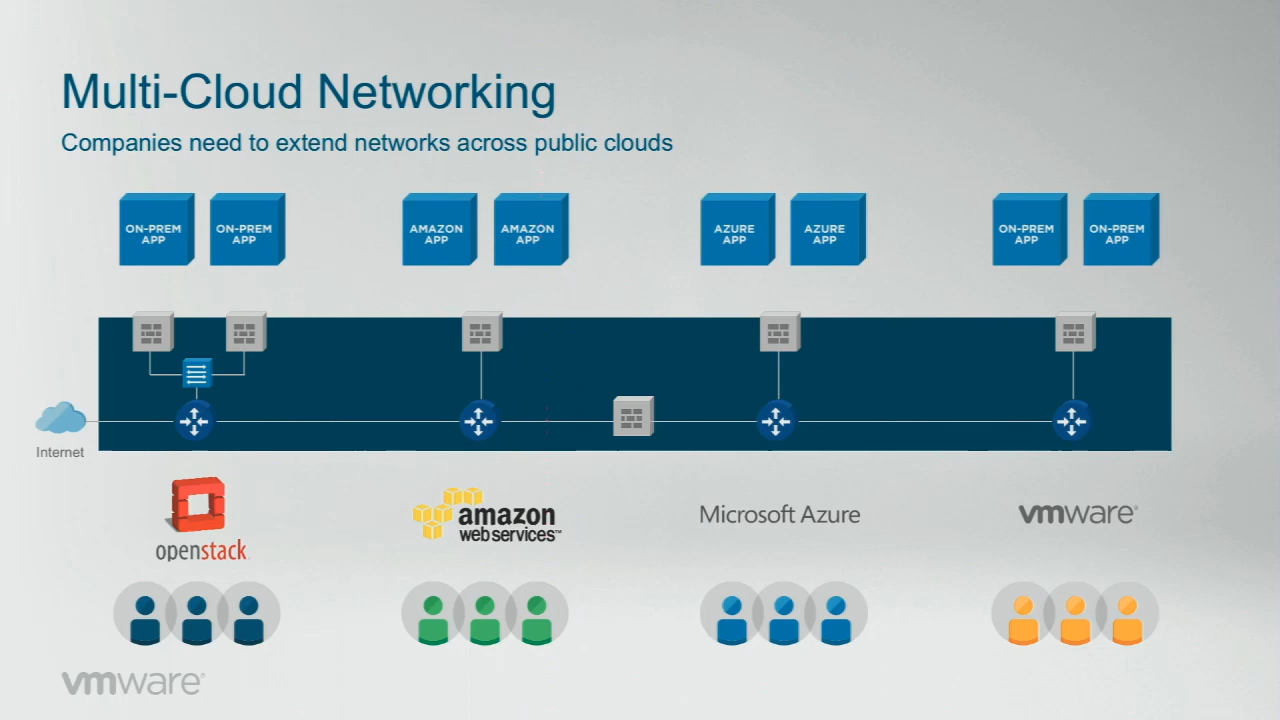 Multi-Cloud Networking
Companies need to extend networks across public clouds
ON-PREM APP
ON-PREM APP
AMAZON APP
AMAZON APP
AZURE APP
AZURE APP
ON-PREM APP
ON-PREM APP
Internet
openstack
amazon
web services™
Microsoft Azure
vmware®
vmware®